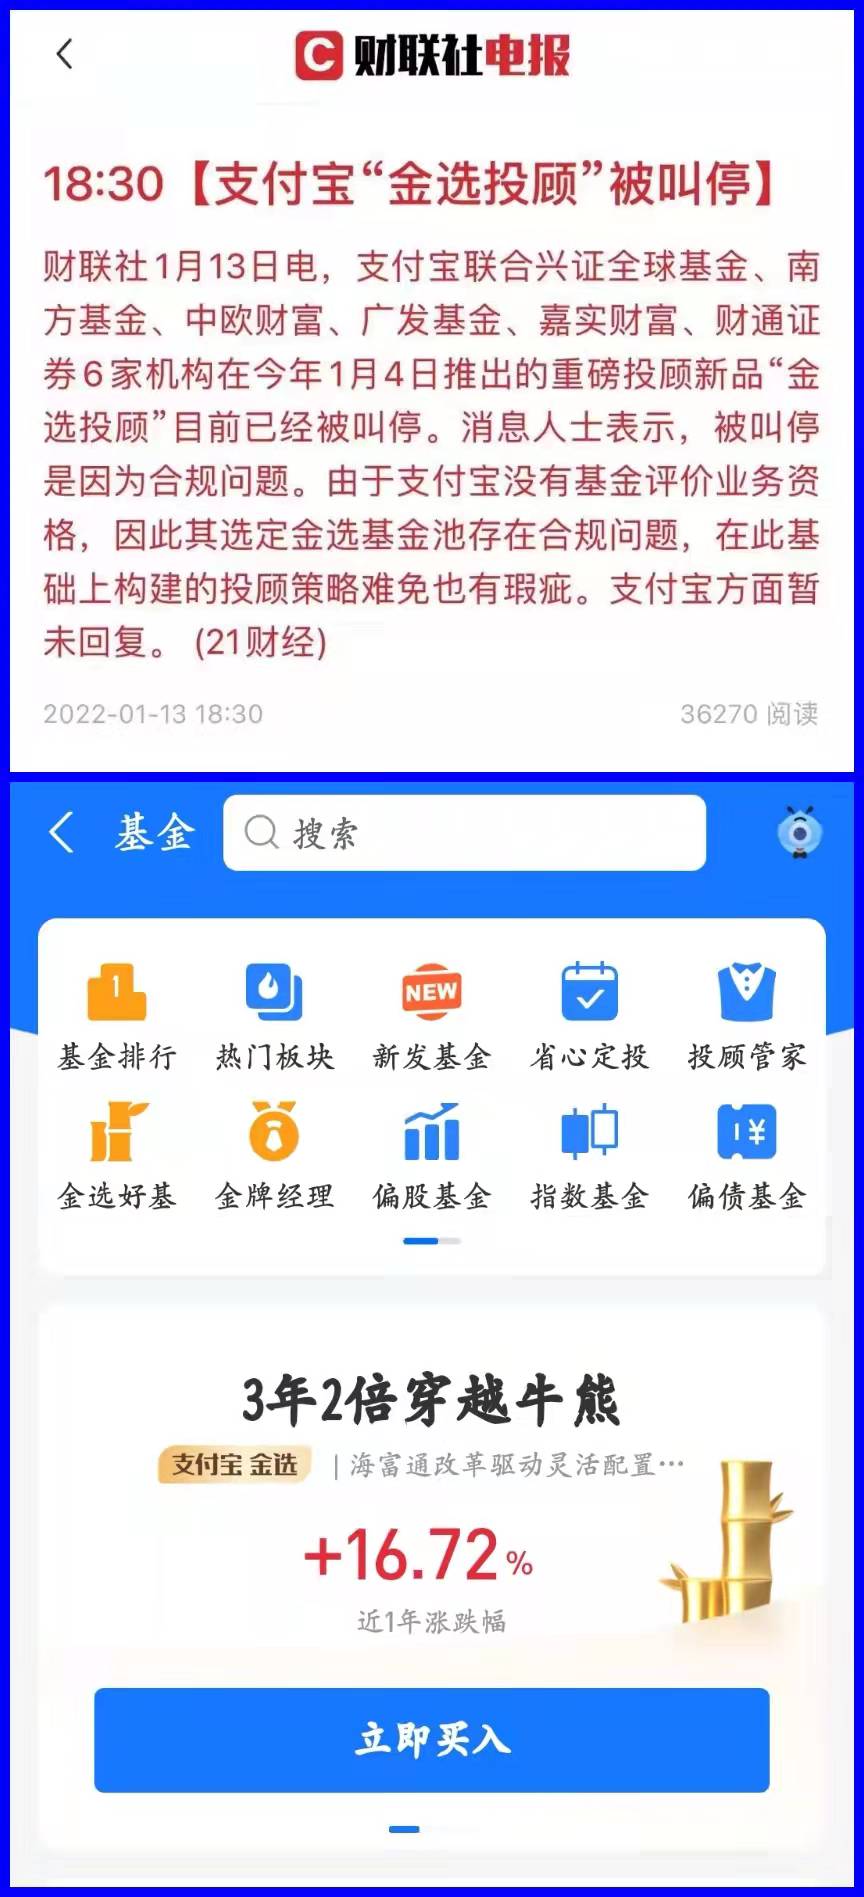 C 财联社电报
18:30【支付宝“金选投顾”被叫停】
财联社1月13日电，支付宝联合兴证全球基金、南
方基金、中欧财富、广发基金、嘉实财富、财通证
券6家机构在今年1月4日推出的重磅投顾新品“金
选投顾”目前已经被叫停。消息人士表示，被叫停
是因为合规问题。由于支付宝没有基金评价业务资
格，因此其选定金选基金池存在合规问题，在此基
础上构建的投顾策略难免也有瑕疵。支付宝方面暂
未回复。 (21财经)
2022-01-13 18:30 36270 阅读
基金 搜索
1 NEW
基金排行 热门板块 新发基金 省心定投 投顾管家
¥
金选好基 金牌经理 偏股基金 指数基金 偏债基金
3年2倍穿越牛熊
支付宝 金选 | 海富通改革驱动灵活配置…
+16.72%
近1年涨跌幅
立即买入